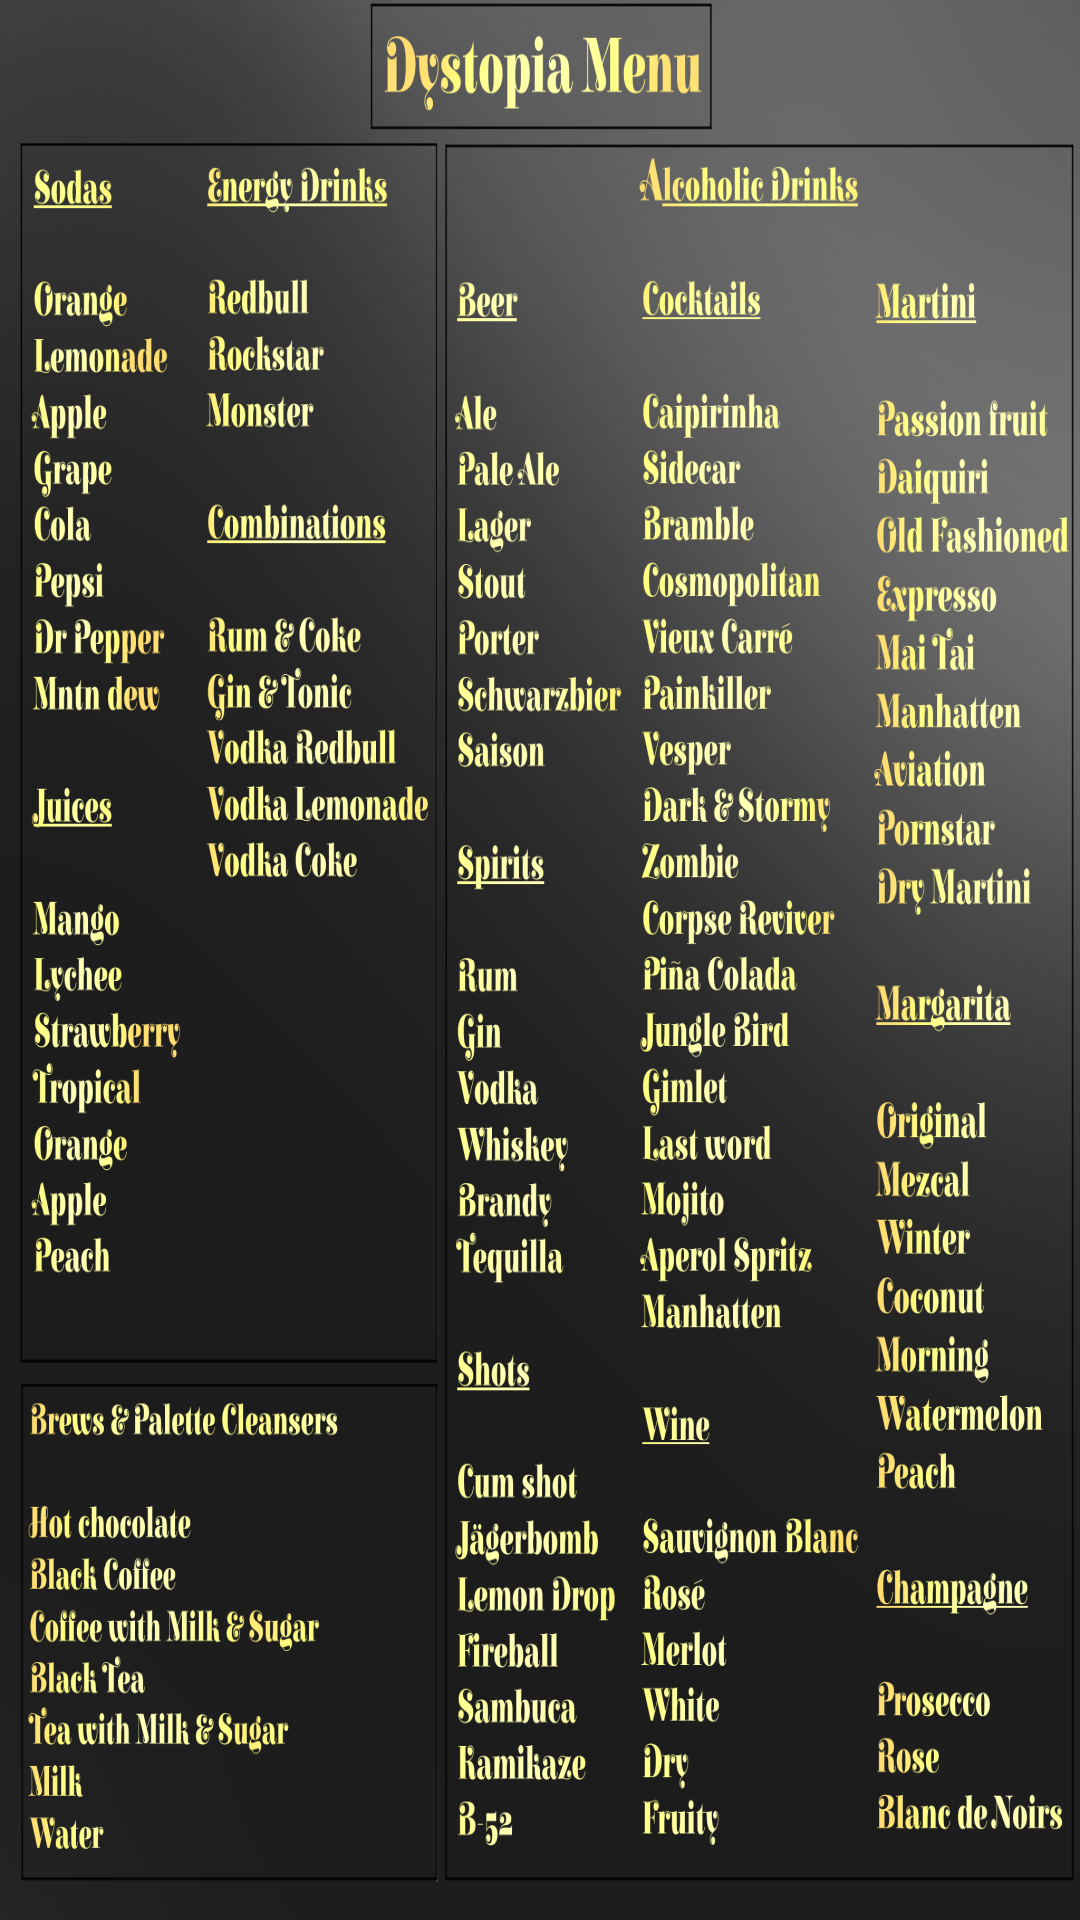 Dystopia Menu
Sodas
Orange
Lemonade
Apple
Grape
Cola
Pepsi
Dr Pepper
Mntn dew
Juices
Mango
Lychee
Strawberry
Tropical
Orange
Apple
Peach
Energy Drinks
Redbull
Rockstar
Monster
Combinations
Rum & Coke
Gin & Tonic
Vodka Redbull
Vodka Lemonade
Vodka Coke
Brews & Palette Cleansers
Hot chocolate
Black Coffee
Coffee with Milk & Sugar
Black Tea
Tea with Milk & Sugar
Milk
Water
Alcoholic Drinks
Beer
Ale
Pale Ale
Lager
Stout
Porter
Schwarzbier
Saison
Spirits
Rum
Gin
Vodka
Whiskey
Brandy
Tequilla
Shots
Cum shot
Jägerbomb
Lemon Drop
Fireball
Sambuca
Kamikaze
B-52
Cocktails
Caipirinha
Sidecar
Bramble
Cosmopolitan
Vieux Carré
Painkiller
Vesper
Dark & Stormy
Zombie
Corpse Reviver
Piña Colada
Jungle Bird
Gimlet
Last word
Mojito
Aperol Spritz
Manhatten
Wine
Sauvignon Blanc
Rosé
Merlot
White
Dry
Fruity
Martini
Passion fruit
Daiquiri
Old Fashioned
Expresso
Mai Tai
Manhatten
Aviation
Pornstar
Dry Martini
Margarita
Original
Mezcal
Winter
Coconut
Morning
Watermelon
Peach
Champagne
Prosecco
Rose
Blanc de Noirs